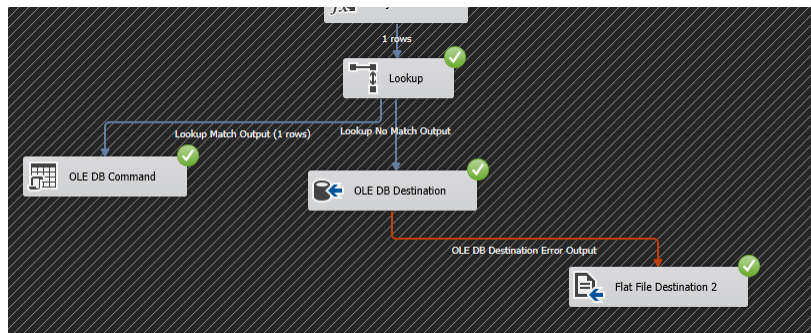 1 rows
Lookup
Lookup Match Output (1 rows)
Lookup No Match Output
OLE DB Command
OLE DB Destination
OLE DB Destination Error Output
Flat File Destination 2